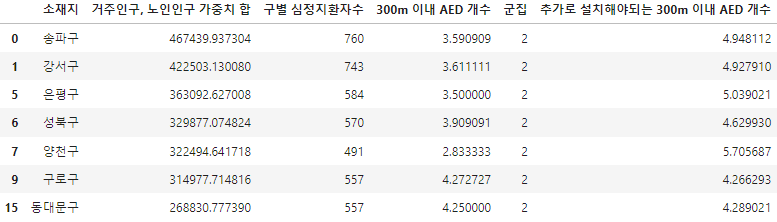 소재지 거주인구, 노인인구 가중치 합 구별 심정지환자수 300m 이내 AED 개수 군집 추가로 설치해야되는 300m 이내 AED 개수
0 송파구 467439.937304 760 3.590909 2 4.948112
1 강서구 422503.130080 743 3.611111 2 4.927910
5 은평구 363092.627008 584 3.500000 2 5.039021
6 성북구 329877.074824 570 3.909091 2 4.629930
7 양천구 322494.641718 491 2.833333 2 5.705687
9 구로구 314977.714816 557 4.272727 2 4.266293
15 동대문구 268830.777390 557 4.250000 2 4.289021